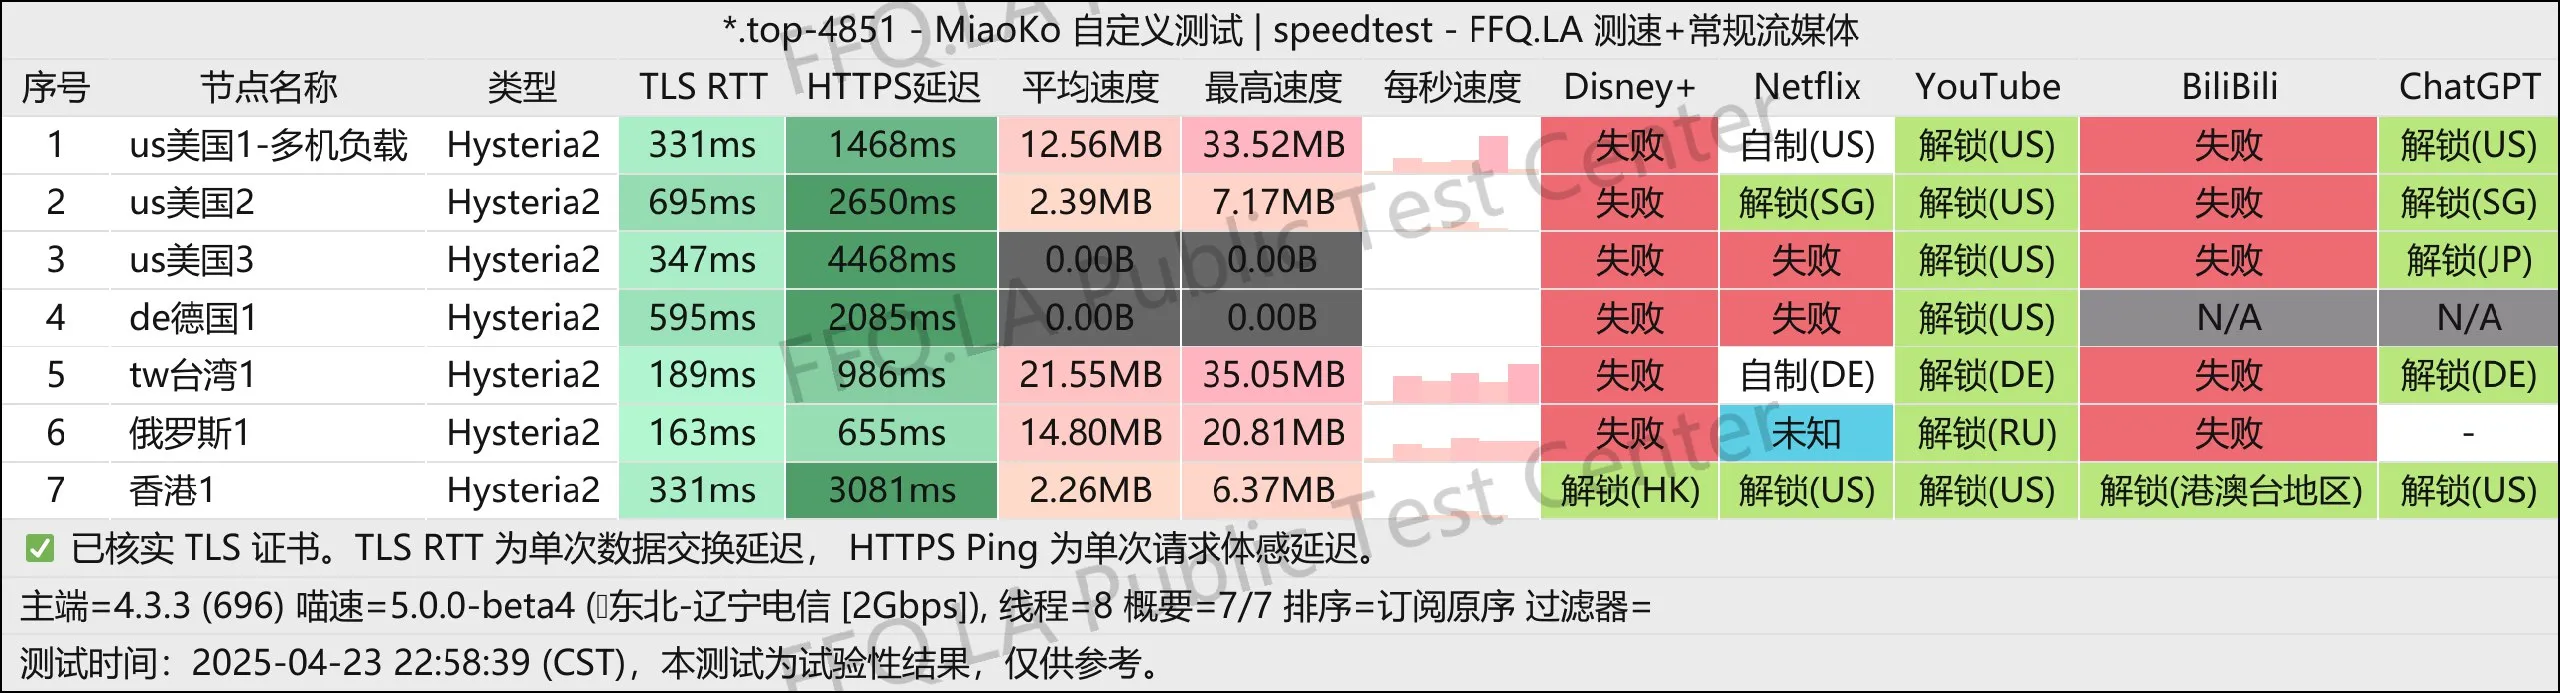 *.top-4851 - MiaoKo 自定义测试 | speedtest - FFQ.LA 测速+常规流媒体
序号 节点名称 类型 TLS RTT HTTPS延迟 平均速度 最高速度 每秒速度 Disney+ Netflix YouTube BiliBili ChatGPT
1 us美国1-多机负载 Hysteria2 331ms 1468ms 12.56MB 33.52MB 失败 自制(US) 解锁(US) 失败 解锁(US)
2 us美国2 Hysteria2 695ms 2650ms 2.39MB 7.17MB 失败 解锁(SG) 解锁(US) 失败 解锁(SG)
3 us美国3 Hysteria2 347ms 4468ms 0.00B 0.00B 失败 失败 解锁(US) 失败 解锁(JP)
4 de德国1 Hysteria2 595ms 2085ms 0.00B 0.00B 失败 失败 解锁(US) N/A N/A
5 tw台湾1 Hysteria2 189ms 986ms 21.55MB 35.05MB 失败 自制(DE) 解锁(DE) 失败 解锁(DE)
6 俄罗斯1 Hysteria2 163ms 655ms 14.80MB 20.81MB 失败 未知 解锁(RU) 失败 -
7 香港1 Hysteria2 331ms 3081ms 2.26MB 6.37MB 解锁(HK) 解锁(US) 解锁(US) 解锁(港澳台地区) 解锁(US)
✅ 已核实 TLS 证书。TLS RTT 为单次数据交换延迟， HTTPS Ping 为单次请求体感延迟。
主端=4.3.3 (696) 喵速=5.0.0-beta4 (东北-辽宁电信 [2Gbps]), 线程=8 概要=7/7 排序=订阅原序 过滤器=
测试时间：2025-04-23 22:58:39 (CST)，本测试为试验性结果，仅供参考。
FFQ.LA Public Test Center
FFQ.LA Public Test Center